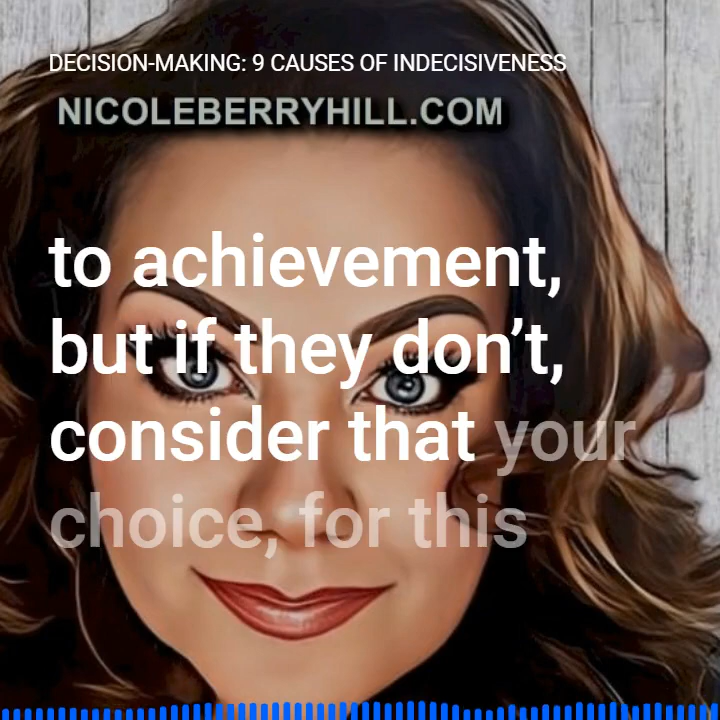 DECISION-MAKING: 9 CAUSES OF INDECISIVENESS
NICOLEBERRYHILL.COM
to achievement,
but if they don’t,
consider that your
choice, for this